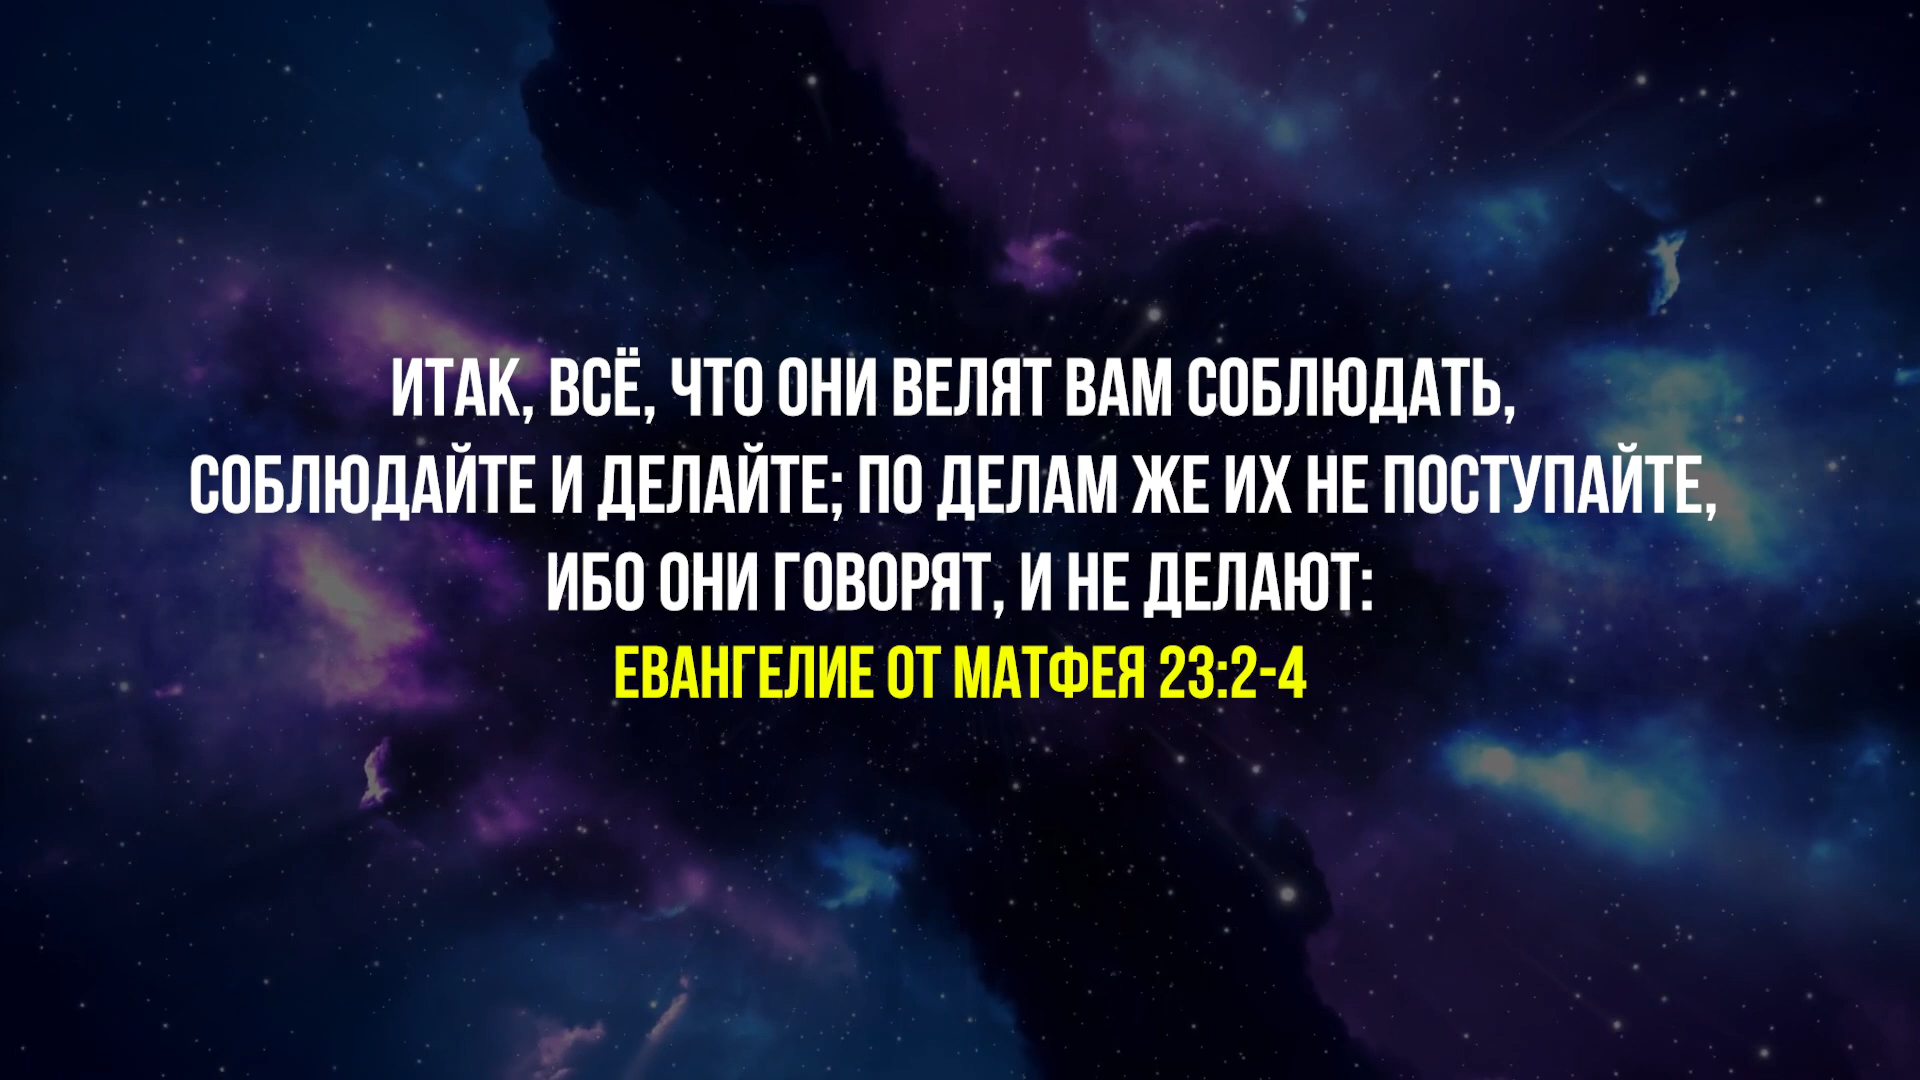 ИТАК, ВСЁ, ЧТО ОНИ ВЕЛЯТ ВАМ СОБЛЮДАТЬ,
СОБЛЮДАЙТЕ И ДЕЛАЙТЕ; ПО ДЕЛАМ ЖЕ ИХ НЕ ПОСТУПАЙТЕ,
ИБО ОНИ ГОВОРЯТ, И НЕ ДЕЛАЮТ:
ЕВАНГЕЛИЕ ОТ МАТФЕЯ 23:2-4